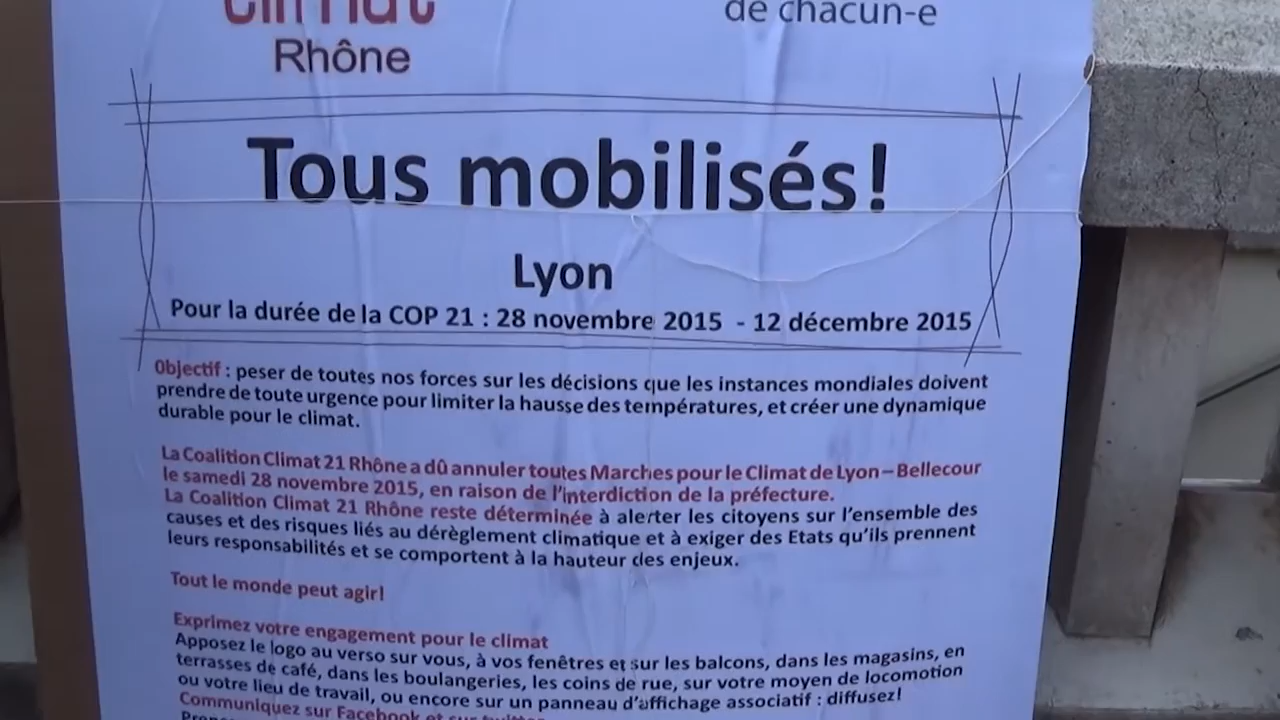 climat
de chacun-e
Rhône
Tous mobilisés!
Lyon
Pour la durée de la COP 21 : 28 novembre 2015 - 12 décembre 2015
Objectif : peser de toutes nos forces sur les décisions que les instances mondiales doivent
prendre de toute urgence pour limiter la hausse des températures, et créer une dynamique
durable pour le climat.
La Coalition Climat 21 Rhône a dû annuler toutes Marches pour le Climat de Lyon – Bellecour
le samedi 28 novembre 2015, en raison de l'interdiction de la préfecture.
La Coalition Climat 21 Rhône reste déterminée à alerter les citoyens sur l'ensemble des
causes et des risques liés au dérèglement climatique et à exiger des Etats qu'ils prennent
leurs responsabilités et se comportent à la hauteur des enjeux.
Tout le monde peut agir!
Exprimez votre engagement pour le climat
Apposez le logo au verso sur vous, à vos fenêtres et sur les balcons, dans les magasins, en
terrasses de café, dans les boulangeries, les coins de rue, sur votre moyen de locomotion
ou votre lieu de travail, ou encore sur un panneau d'affichage associatif : diffusez!
Communiquez sur Facebook et sur twitter